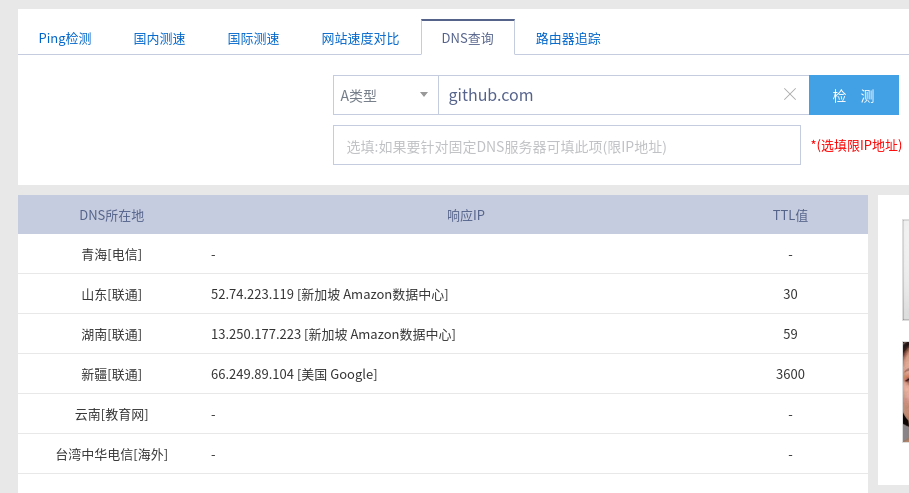 Ping检测 国内测速 国际测速 网站速度对比 DNS查询 路由器追踪
A类型 github.com 检 测
选填:如果要针对固定DNS服务器可填此项(限IP地址) *(选填限IP地址)
DNS所在地 响应IP TTL值
青海[电信] - -
山东[联通] 52.74.223.119 [新加坡 Amazon数据中心] 30
湖南[联通] 13.250.177.223 [新加坡 Amazon数据中心] 59
新疆[联通] 66.249.89.104 [美国 Google] 3600
云南[教育网] - -
台湾中华电信[海外] - -